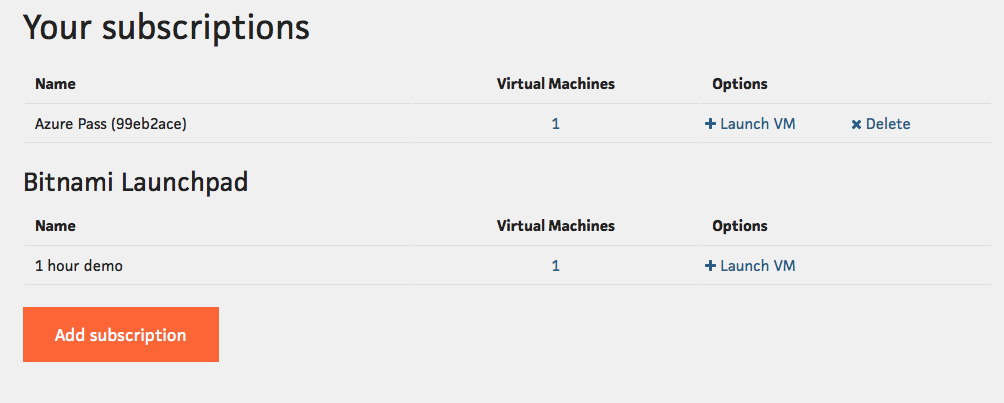 Your subscriptions
Name Virtual Machines Options
Azure Pass (99eb2ace) 1 Launch VM Delete
Bitnami Launchpad
Name Virtual Machines Options
1 hour demo 1 Launch VM
Add subscription